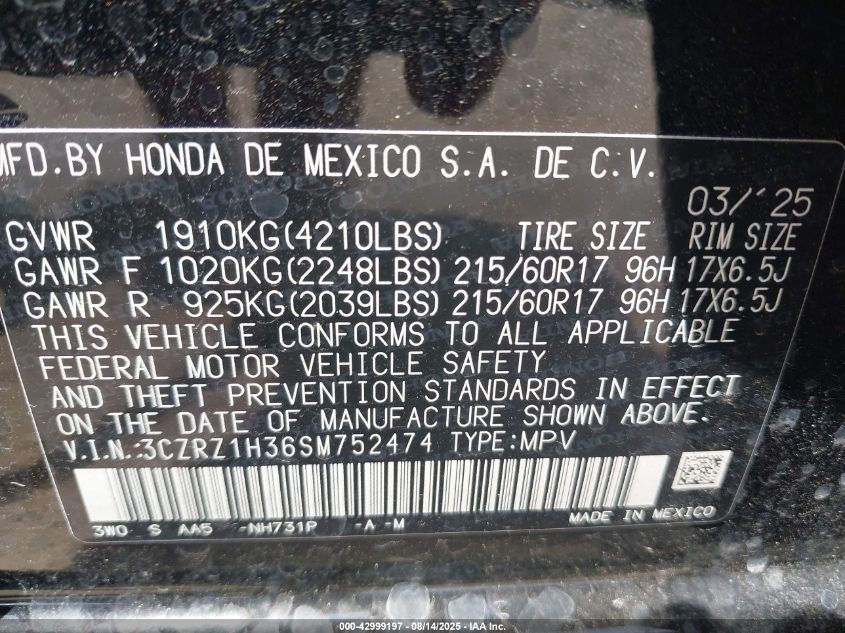 MFD.BY HONDA DE MEXICO S.A. DE C.V.
03/'25
GVWR 1910KG(4210LBS) TIRE SIZE RIM SIZE
GAWR F 1020KG(2248LBS) 215/60R17 96H 17X6.5J
GAWR R 925KG(2039LBS) 215/60R17 96H 17X6.5J
THIS VEHICLE CONFORMS TO ALL APPLICABLE
FEDERAL MOTOR VEHICLE SAFETY
AND THEFT PREVENTION STANDARDS IN EFFECT
ON THE DATE OF MANUFACTURE SHOWN ABOVE.
V.I.N.:3CZRZ1H36SM752474 TYPE:MPV
3W0 S AA5 -NH731P -A -M MADE IN MEXICO
000-42999197 - 08/14/2025 - IAA Inc.